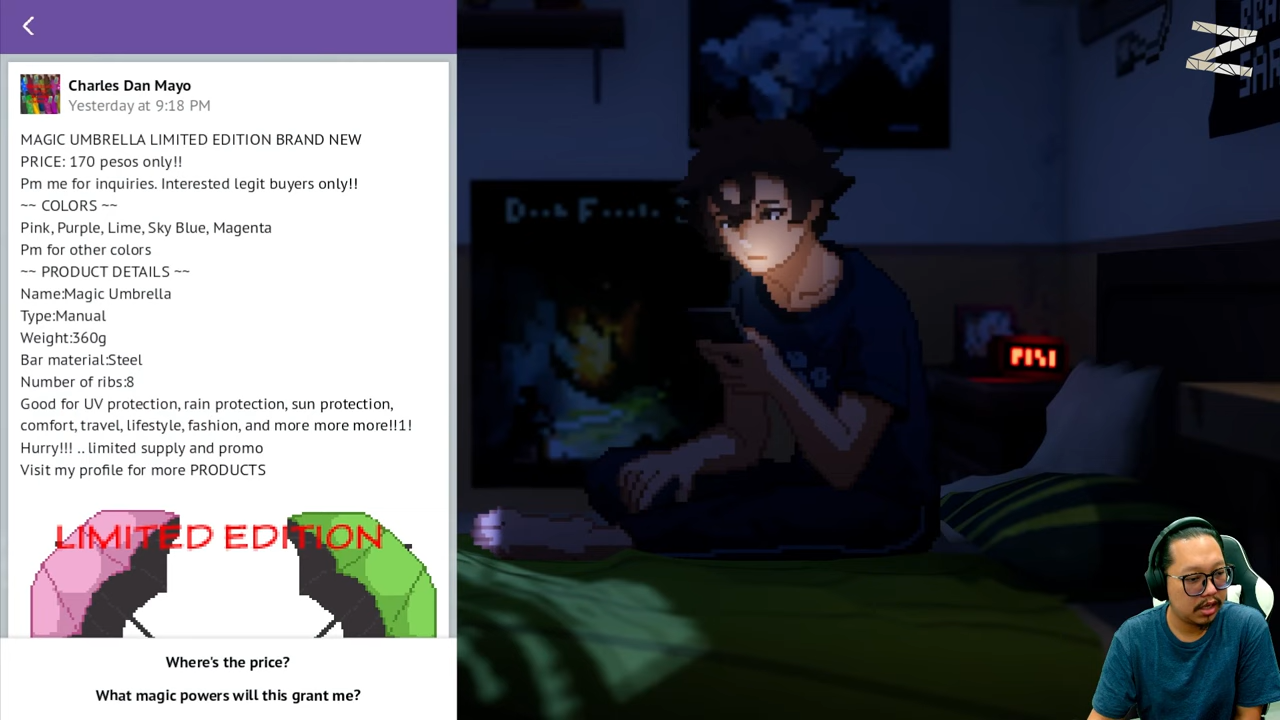 Charles Dan Mayo
Yesterday at 9:18 PM
MAGIC UMBRELLA LIMITED EDITION BRAND NEW
PRICE: 170 pesos only!!
Pm me for inquiries. Interested legit buyers only!!
~~ COLORS ~~
Pink, Purple, Lime, Sky Blue, Magenta
Pm for other colors
~~ PRODUCT DETAILS ~~
Name:Magic Umbrella
Type:Manual
Weight:360g
Bar material:Steel
Number of ribs:8
Good for UV protection, rain protection, sun protection,
comfort, travel, lifestyle, fashion, and more more more!!1!
Hurry!!! .. limited supply and promo
Visit my profile for more PRODUCTS
LIMITED EDITION
Where's the price?
What magic powers will this grant me?